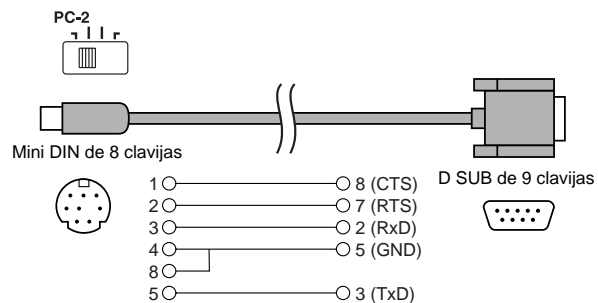 PC-2
Mini DIN de 8 clavijas
D SUB de 9 clavijas
1 8 (CTS)
2 7 (RTS)
3 2 (RxD)
4 5 (GND)
8
5 3 (TxD)